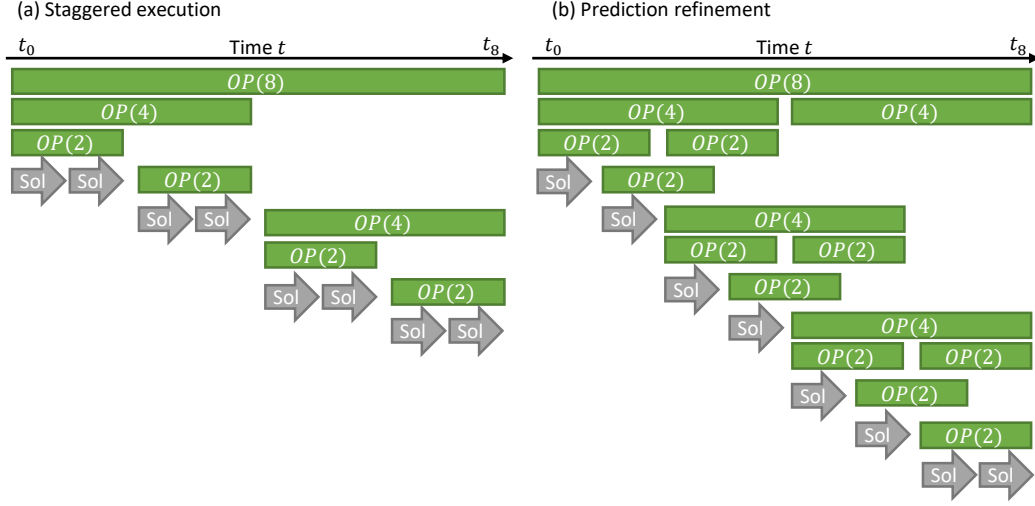 (a) Staggered execution
t₀ Time t t₈
OP(8)
OP(4)
OP(2)
Sol Sol OP(2)
Sol Sol OP(4)
OP(2)
Sol Sol OP(2)
Sol Sol
(b) Prediction refinement
t₀ Time t t₈
OP(8)
OP(4) OP(4)
OP(2) OP(2)
Sol OP(2)
Sol OP(4)
OP(2) OP(2)
Sol OP(2)
Sol OP(4)
OP(2) OP(2)
Sol OP(2)
Sol OP(2)
Sol Sol